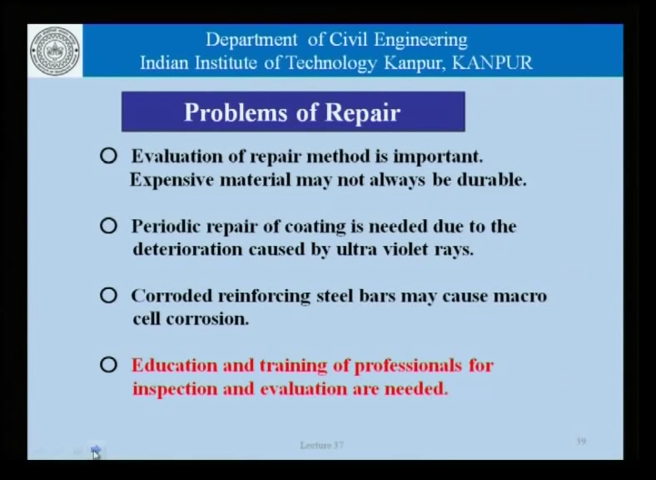 Department of Civil Engineering
Indian Institute of Technology Kanpur, KANPUR
Problems of Repair
Evaluation of repair method is important.
Expensive material may not always be durable.
Periodic repair of coating is needed due to the
deterioration caused by ultra violet rays.
Corroded reinforcing steel bars may cause macro
cell corrosion.
Education and training of professionals for
inspection and evaluation are needed.
Lecture 37
39